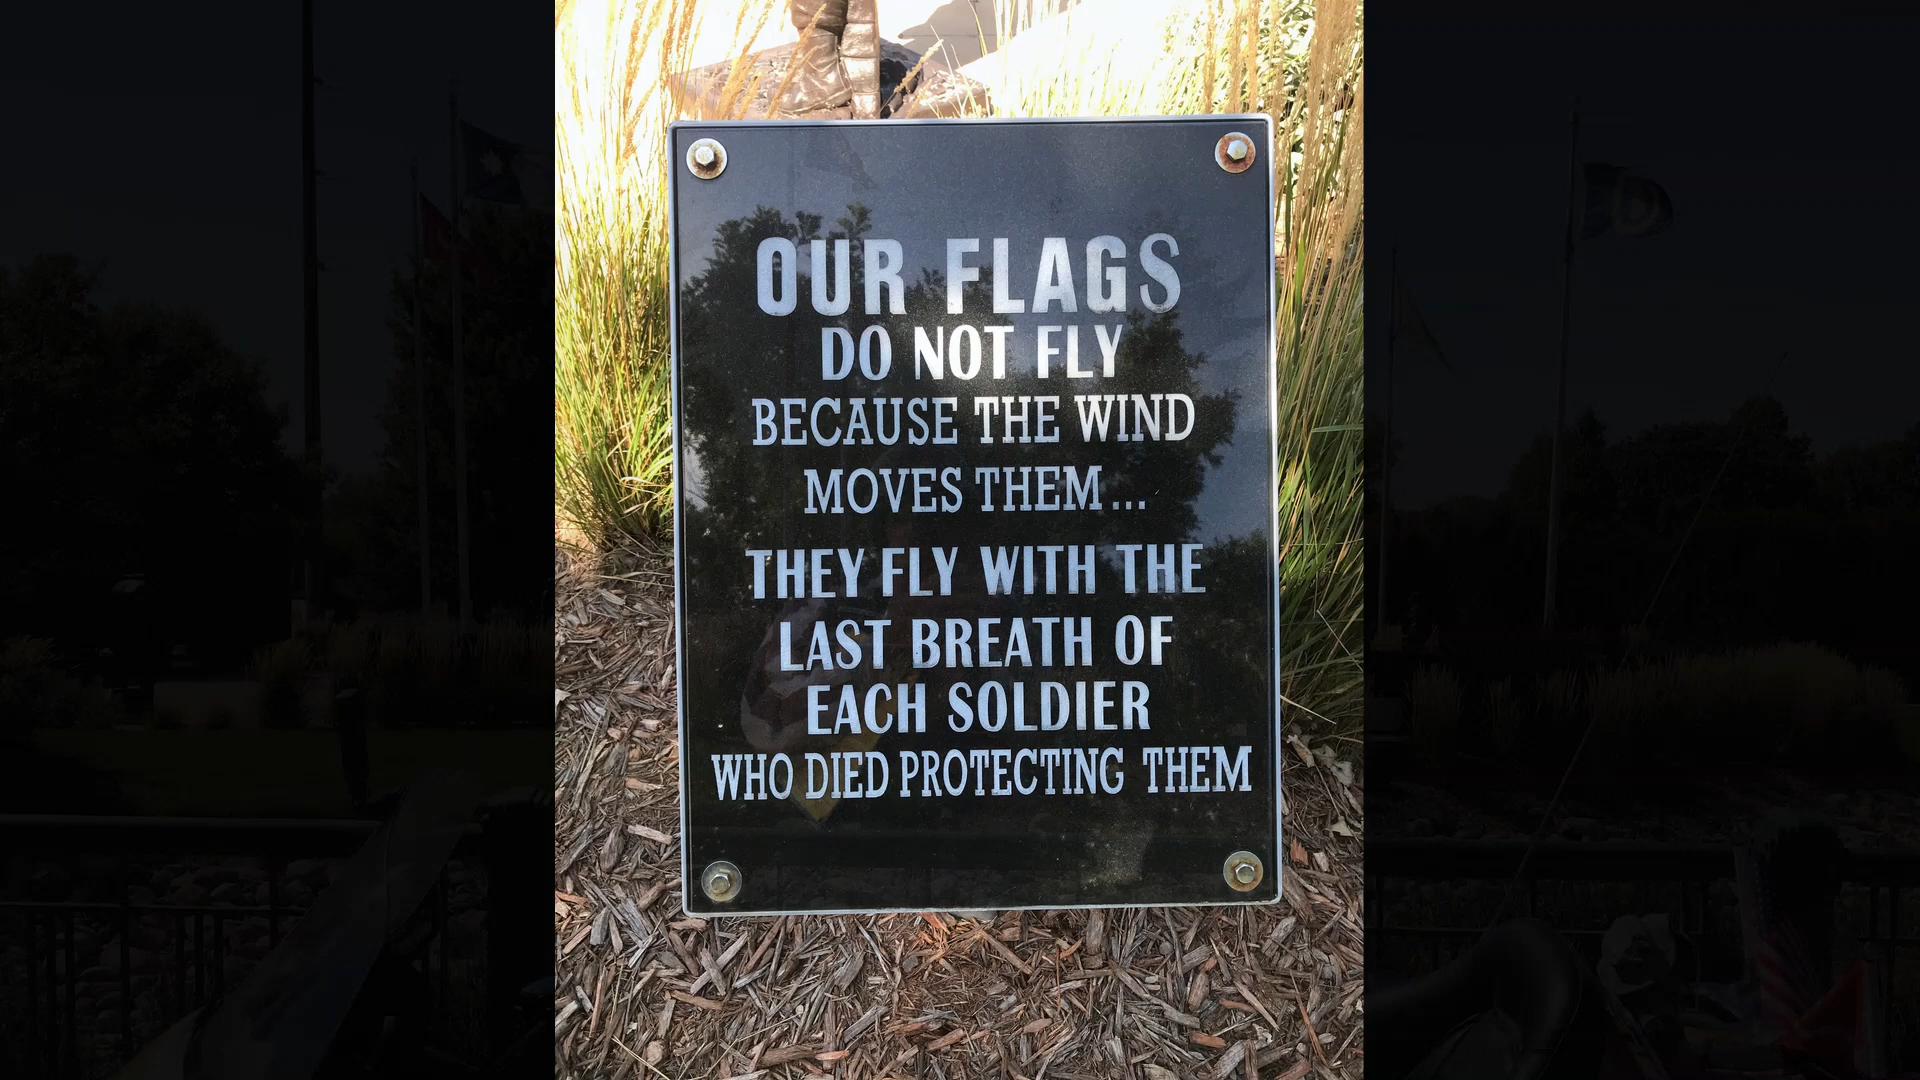 OUR FLAGS
DO NOT FLY
BECAUSE THE WIND
MOVES THEM...
THEY FLY WITH THE
LAST BREATH OF
EACH SOLDIER
WHO DIED PROTECTING THEM